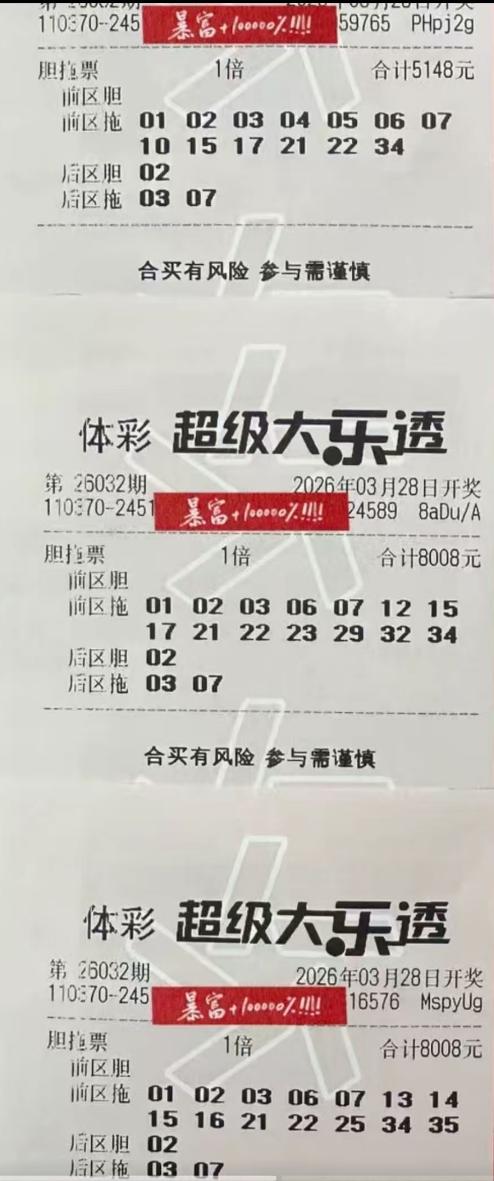 110370-245 暴富+100000%!!!! 59765 PHpj2g
胆拖票 1倍 合计5148元
前区胆
前区拖 01 02 03 04 05 06 07
10 15 17 21 22 34
后区胆 02
后区拖 03 07
合买有风险 参与需谨慎
体彩 超级大乐透
第 26032期 2026年03月28日开奖
110370-2451 暴富+100000%!!!! 24589 8aDu/A
胆拖票 1倍 合计8008元
前区胆
前区拖 01 02 03 06 07 12 15
17 21 22 23 29 32 34
后区胆 02
后区拖 03 07
合买有风险 参与需谨慎
体彩 超级大乐透
第 26032期 2026年03月28日开奖
110370-245 暴富+100000%!!!! 16576 MspyUg
胆拖票 1倍 合计8008元
前区胆
前区拖 01 02 03 06 07 13 14
15 16 21 22 25 34 35
后区胆 02
后区拖 03 07